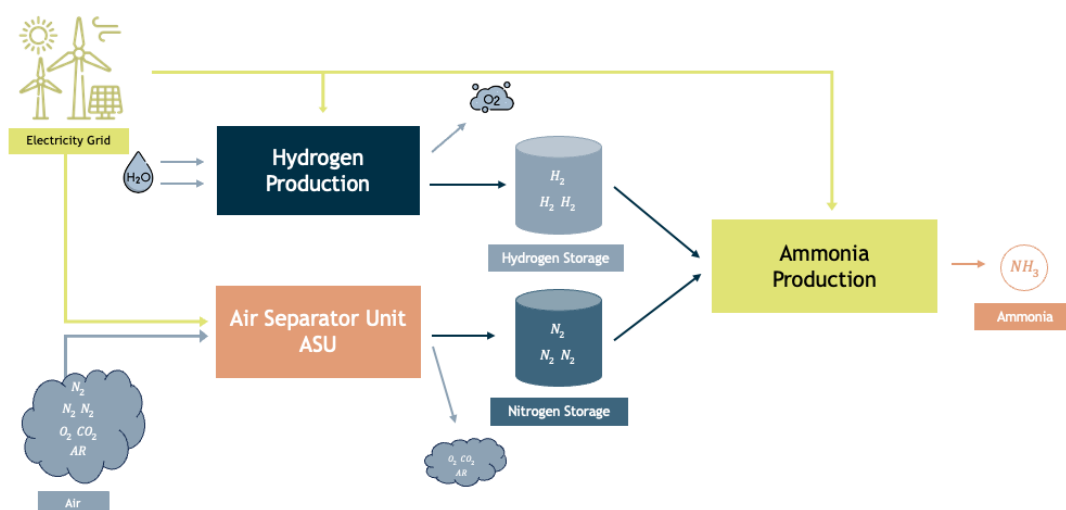 Electricity Grid
H₂O
Hydrogen
Production
O2
H₂
H₂ H₂
Hydrogen Storage
Ammonia
Production
NH₃
Ammonia
Air Separator Unit
ASU
N₂
N₂ N₂
Nitrogen Storage
N₂
N₂ N₂
O₂ CO₂
AR
Air
O₂ CO₂
AR